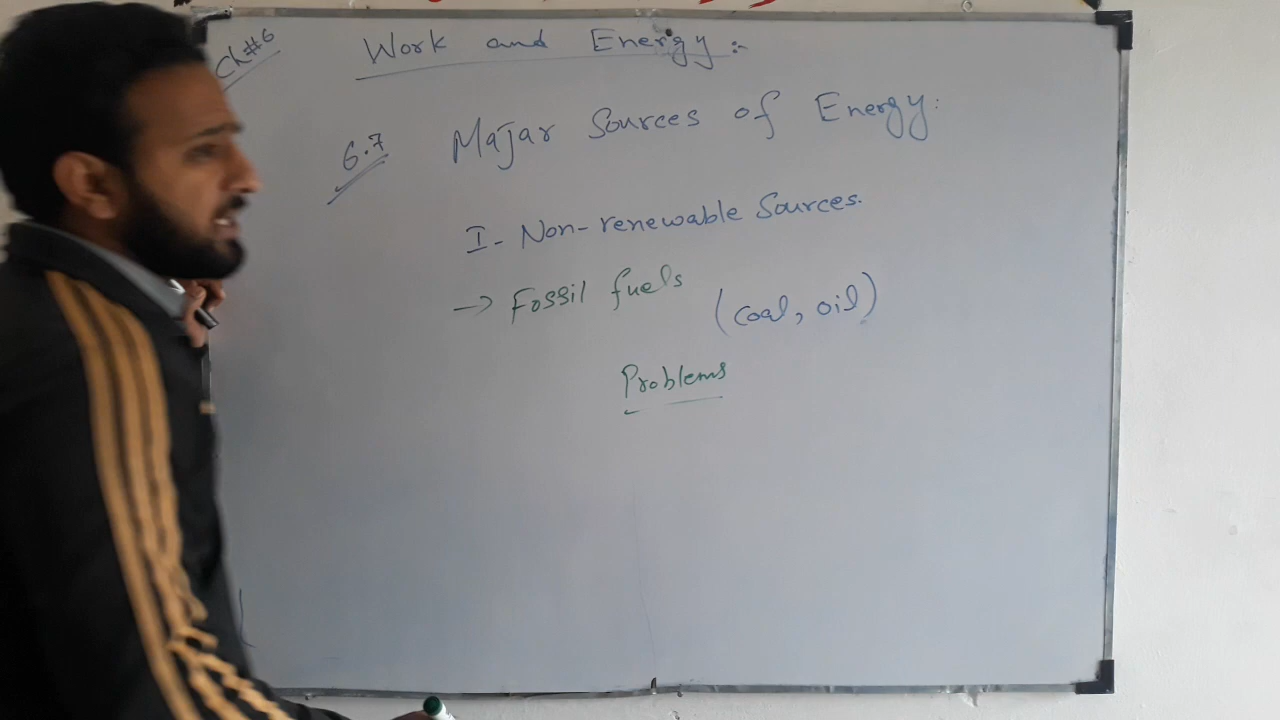 Ch#6
Work and Energy :-
6.7 Majar Sources of Energy:
I- Non-renewable Sources.
→ Fossil fuels (coal, oil)
Problems